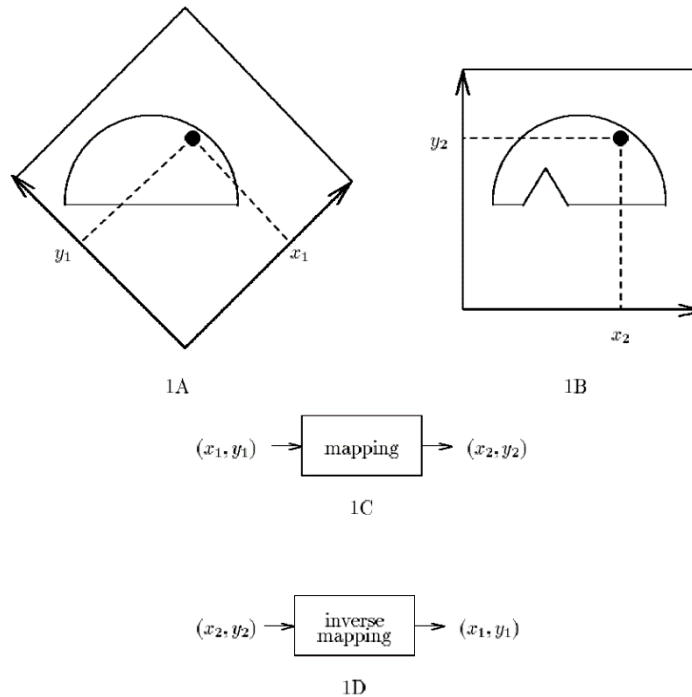 y₂
y₁
x₁
x₂
1A
1B
(x₁, y₁)
mapping
(x₂, y₂)
1C
(x₂, y₂)
inverse
mapping
(x₁, y₁)
1D